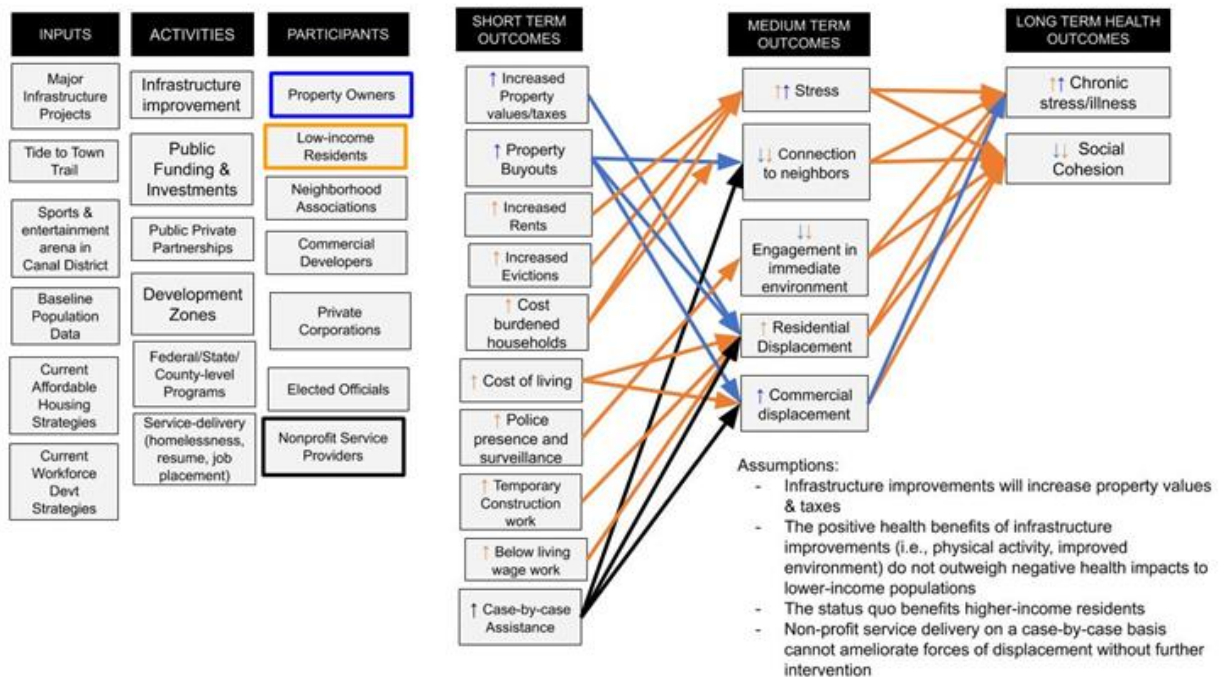 INPUTS
Major
Infrastructure
Projects
Tide to Town
Trail
Sports &
entertainment
arena in
Canal District
Baseline
Population
Data
Current
Affordable
Housing
Strategies
Current
Workforce
Devt
Strategies
ACTIVITIES
Infrastructure
improvement
Public
Funding &
Investments
Public Private
Partnerships
Development
Zones
Federal/State/
County-level
Programs
Service-delivery
(homelessness,
resume, job
placement)
PARTICIPANTS
Property Owners
Low-income
Residents
Neighborhood
Associations
Commercial
Developers
Private
Corporations
Elected Officials
Nonprofit Service
Providers
SHORT TERM
OUTCOMES
↑ Increased
Property
values/taxes
↑ Property
Buyouts
↑ Increased
Rents
↑ Increased
Evictions
↑ Cost
burdened
households
↑ Cost of living
↑ Police
presence and
surveillance
↑ Temporary
Construction
work
↑ Below living
wage work
↑ Case-by-case
Assistance
MEDIUM TERM
OUTCOMES
↑↑ Stress
↓↓ Connection
to neighbors
↓↓
Engagement in
immediate
environment
↑ Residential
Displacement
↑ Commercial
displacement
LONG TERM HEALTH
OUTCOMES
↑↑ Chronic
stress/illness
↓↓ Social
Cohesion
Assumptions:
- Infrastructure improvements will increase property values
& taxes
- The positive health benefits of infrastructure
improvements (i.e., physical activity, improved
environment) do not outweigh negative health impacts to
lower-income populations
- The status quo benefits higher-income residents
- Non-profit service delivery on a case-by-case basis
cannot ameliorate forces of displacement without further
intervention